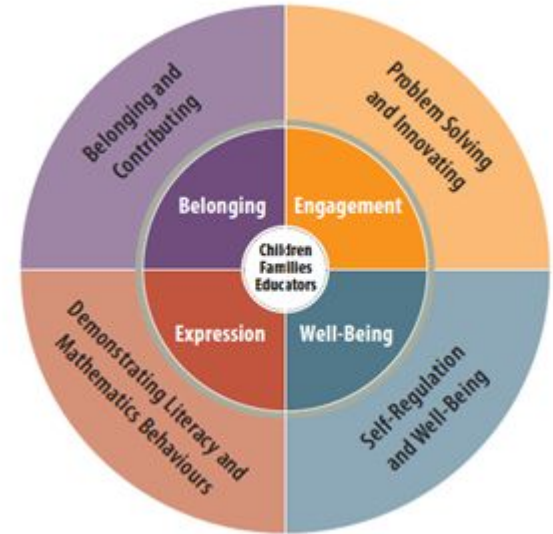 Belonging and
Contributing
Problem Solving
and Innovating
Belonging
Engagement
Children
Families
Educators
Expression
Well-Being
Demonstrating Literacy and
Mathematics Behaviours
Self-Regulation
and Well-Being